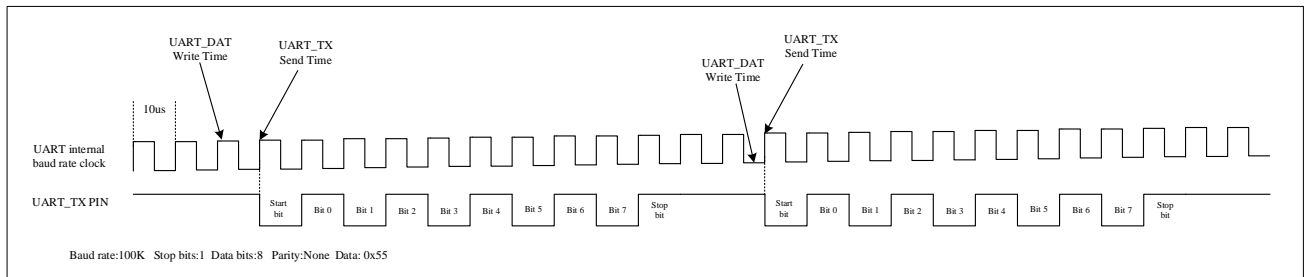 UART_DAT
Write Time
UART_TX
Send Time
UART_DAT
Write Time
UART_TX
Send Time
10us
UART internal
baud rate clock
UART_TX PIN
Start
bit
Bit 0
Bit 1
Bit 2
Bit 3
Bit 4
Bit 5
Bit 6
Bit 7
Stop
bit
Start
bit
Bit 0
Bit 1
Bit 2
Bit 3
Bit 4
Bit 5
Bit 6
Bit 7
Stop
bit
Baud rate:100K Stop bits:1 Data bits:8 Parity:None Data: 0x55